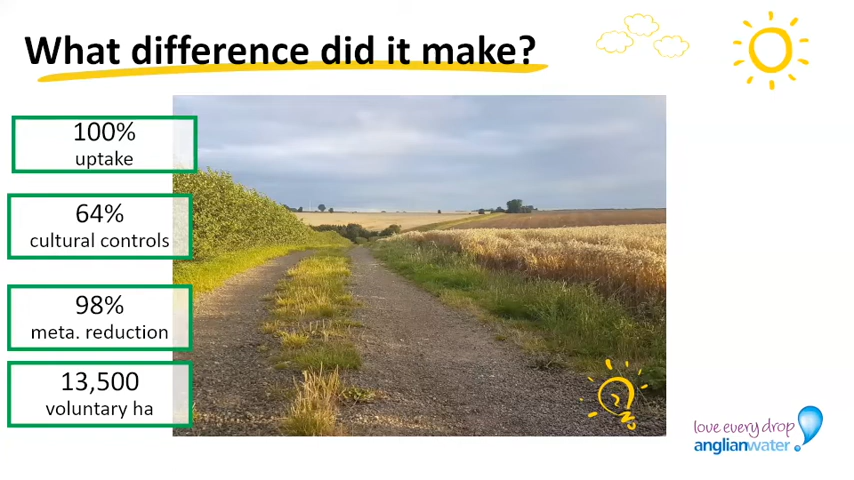 What difference did it make?
100%
uptake
64%
cultural controls
98%
meta. reduction
13,500
voluntary ha
love every drop
anglianwater.